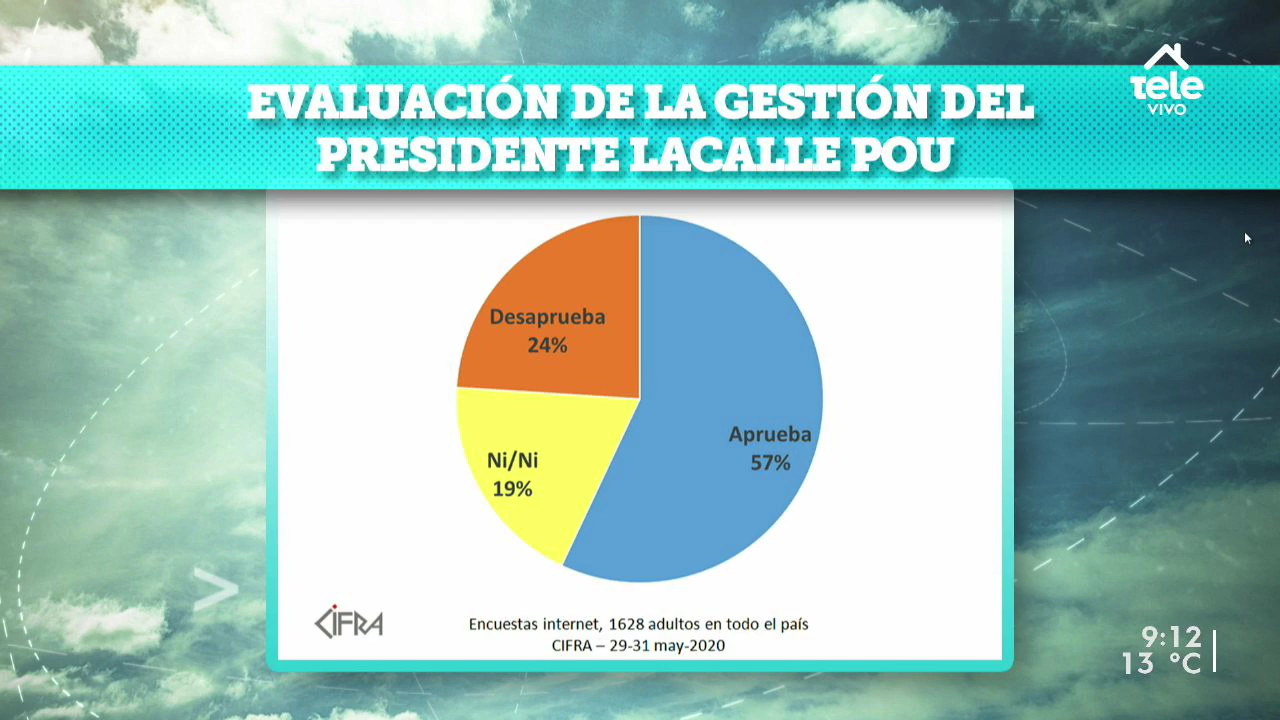 EVALUACIÓN DE LA GESTIÓN DEL
PRESIDENTE LACALLE POU
tele
VIVO
Desaprueba
24%
Aprueba
57%
Ni/Ni
19%
CIFRA
Encuestas internet, 1628 adultos en todo el país
CIFRA – 29-31 may-2020
9:12
13 °C